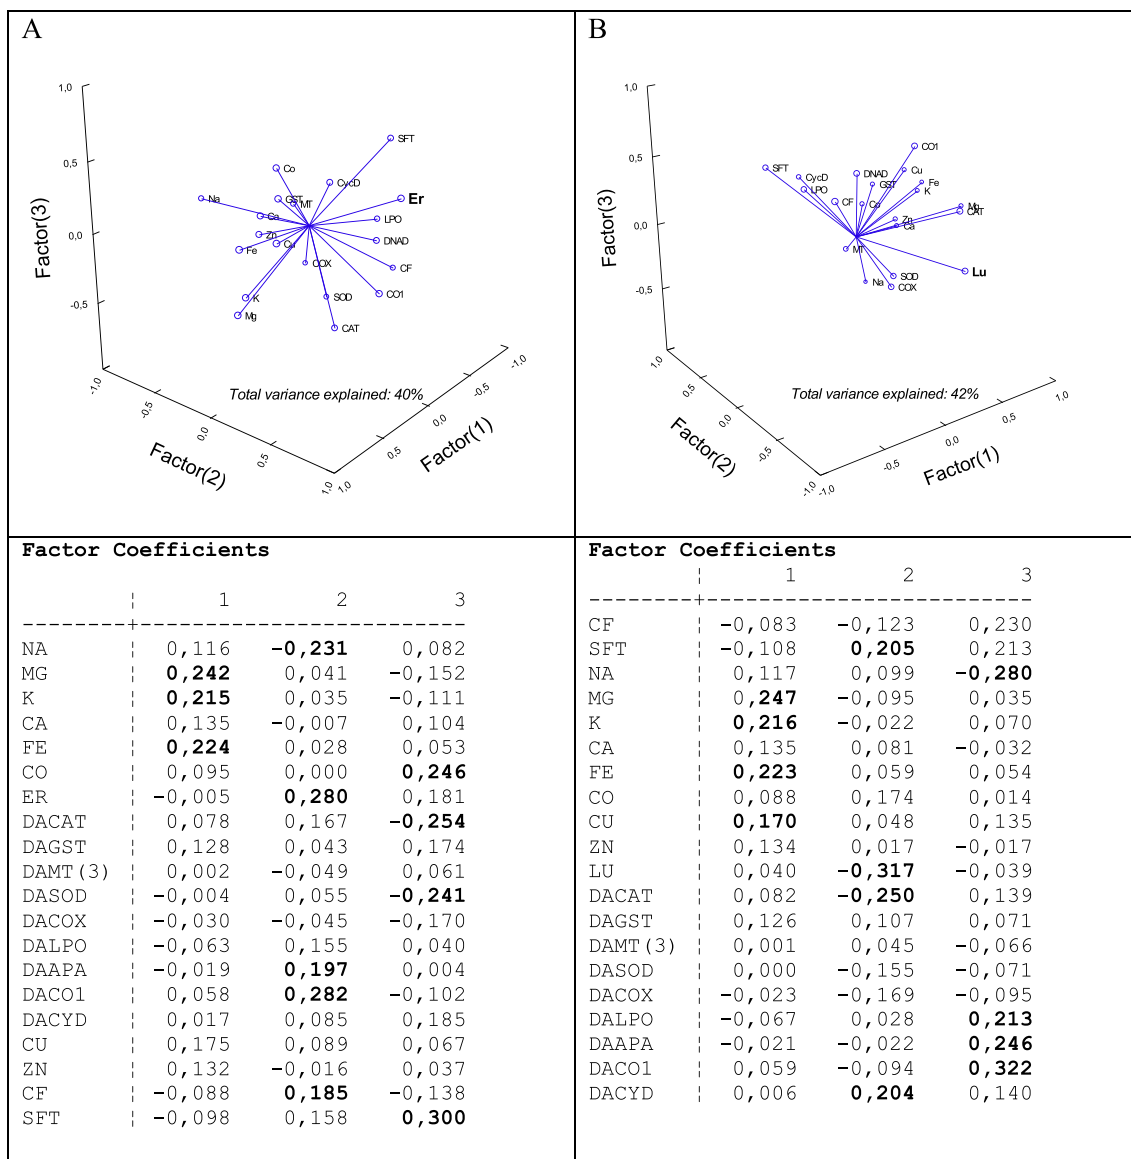 A
1,0
0,5
0,0
-0,5
Factor(3)
SFT
Co
CycD
Na
GST
MT
Er
Ca
LPO
Zn
Cu
DNAD
Fe
COX
CF
K
SOD
CO1
Mg
CAT
Total variance explained: 40%
-1,0
-0,5
0,0
0,5
1,0
Factor(2)
1,0
0,5
0,0
-0,5
-1,0
Factor(1)
B
1,0
0,5
0,0
-0,5
-1,0
Factor(3)
CO1
SFT
CycD
DNAD
Cu
LPO
GST
Fe
K
CF
Co
Mg
CAT
Zn
Ca
MT
SOD
Lu
Na
COX
Total variance explained: 42%
1,0
0,5
0,0
-0,5
-1,0
Factor(2)
-1,0
-0,5
0,0
0,5
1,0
Factor(1)
Factor Coefficients
¦ 1 2 3
--------+---------------------------
NA ¦ 0,116 -0,231 0,082
MG ¦ 0,242 0,041 -0,152
K ¦ 0,215 0,035 -0,111
CA ¦ 0,135 -0,007 0,104
FE ¦ 0,224 0,028 0,053
CO ¦ 0,095 0,000 0,246
ER ¦ -0,005 0,280 0,181
DACAT ¦ 0,078 0,167 -0,254
DAGST ¦ 0,128 0,043 0,174
DAMT(3) ¦ 0,002 -0,049 0,061
DASOD ¦ -0,004 0,055 -0,241
DACOX ¦ -0,030 -0,045 -0,170
DALPO ¦ -0,063 0,155 0,040
DAAPA ¦ -0,019 0,197 0,004
DACO1 ¦ 0,058 0,282 -0,102
DACYD ¦ 0,017 0,085 0,185
CU ¦ 0,175 0,089 0,067
ZN ¦ 0,132 -0,016 0,037
CF ¦ -0,088 0,185 -0,138
SFT ¦ -0,098 0,158 0,300
Factor Coefficients
¦ 1 2 3
--------+---------------------------
CF ¦ -0,083 -0,123 0,230
SFT ¦ -0,108 0,205 0,213
NA ¦ 0,117 0,099 -0,280
MG ¦ 0,247 -0,095 0,035
K ¦ 0,216 -0,022 0,070
CA ¦ 0,135 0,081 -0,032
FE ¦ 0,223 0,059 0,054
CO ¦ 0,088 0,174 0,014
CU ¦ 0,170 0,048 0,135
ZN ¦ 0,134 0,017 -0,017
LU ¦ 0,040 -0,317 -0,039
DACAT ¦ 0,082 -0,250 0,139
DAGST ¦ 0,126 0,107 0,071
DAMT(3) ¦ 0,001 0,045 -0,066
DASOD ¦ 0,000 -0,155 -0,071
DACOX ¦ -0,023 -0,169 -0,095
DALPO ¦ -0,067 0,028 0,213
DAAPA ¦ -0,021 -0,022 0,246
DACO1 ¦ 0,059 -0,094 0,322
DACYD ¦ 0,006 0,204 0,140